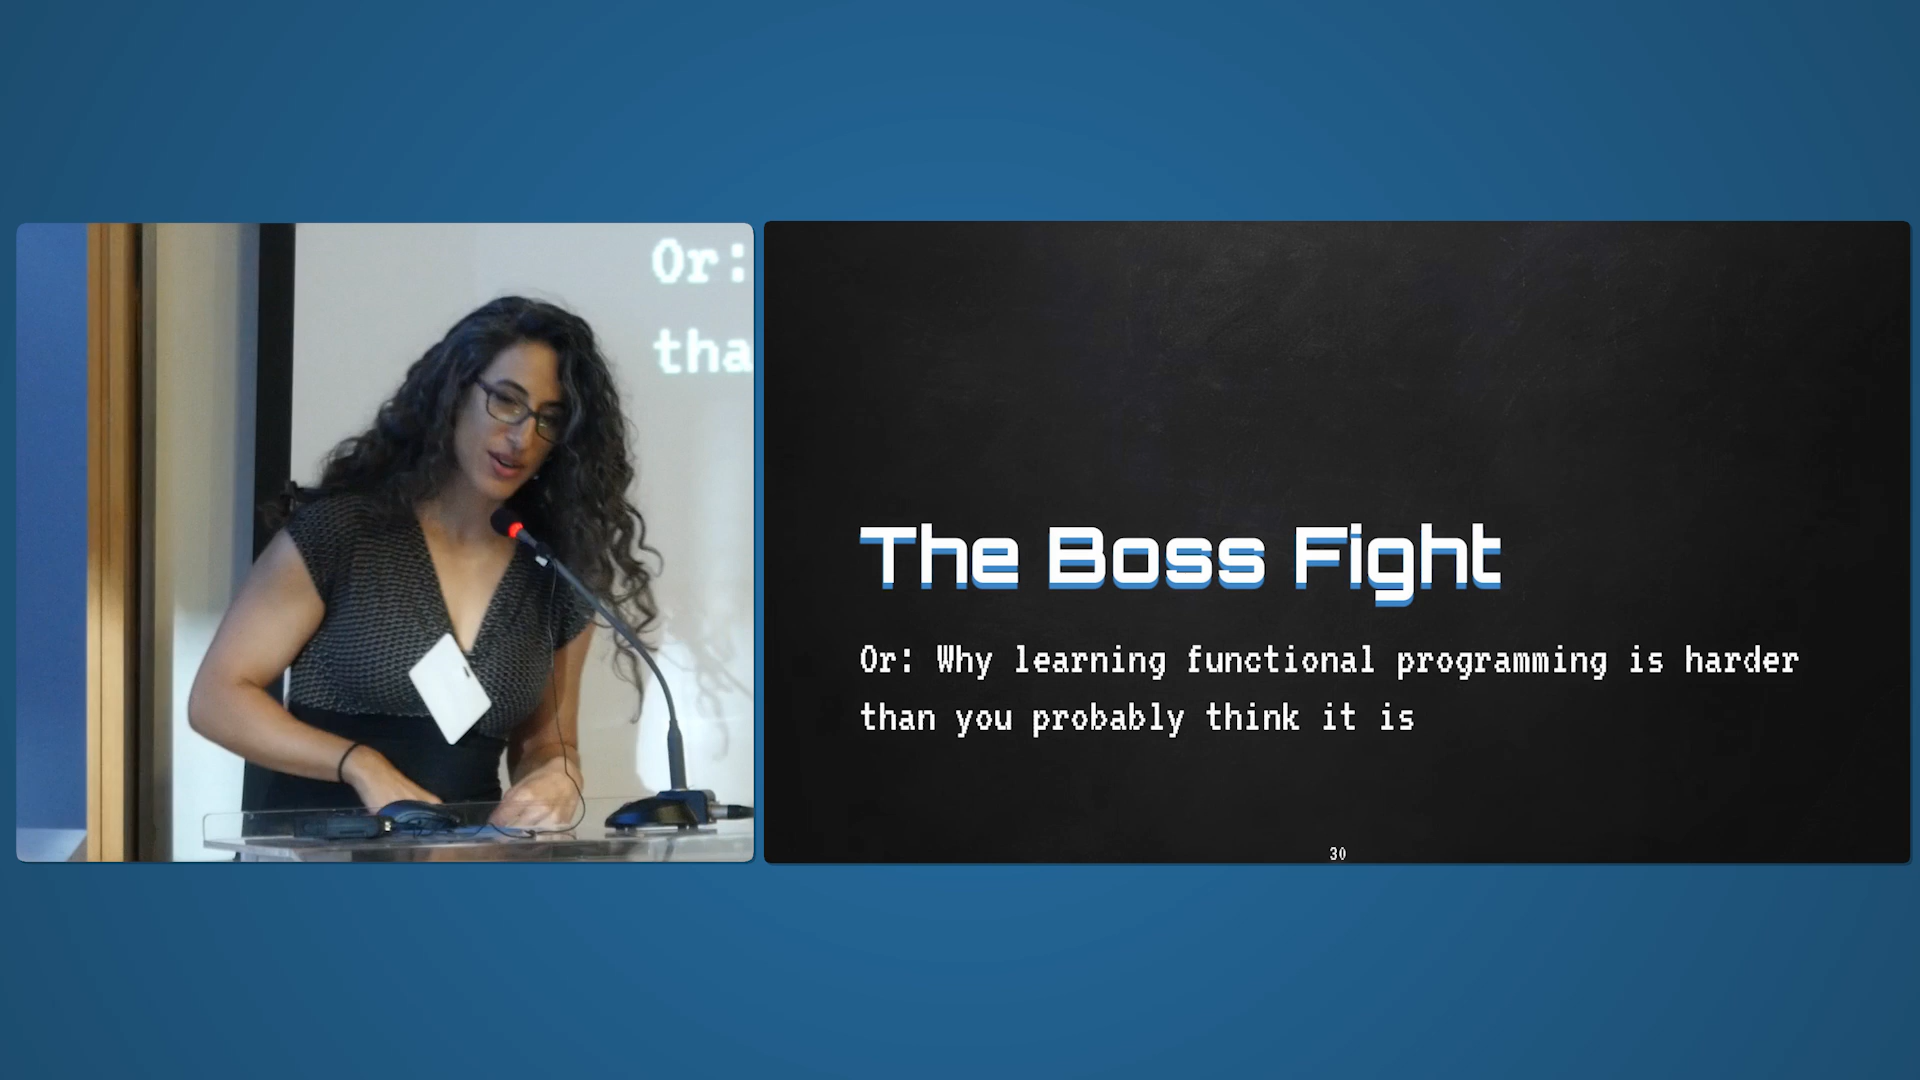 Or:
tha
The Boss Fight
Or: Why learning functional programming is harder
than you probably think it is
30